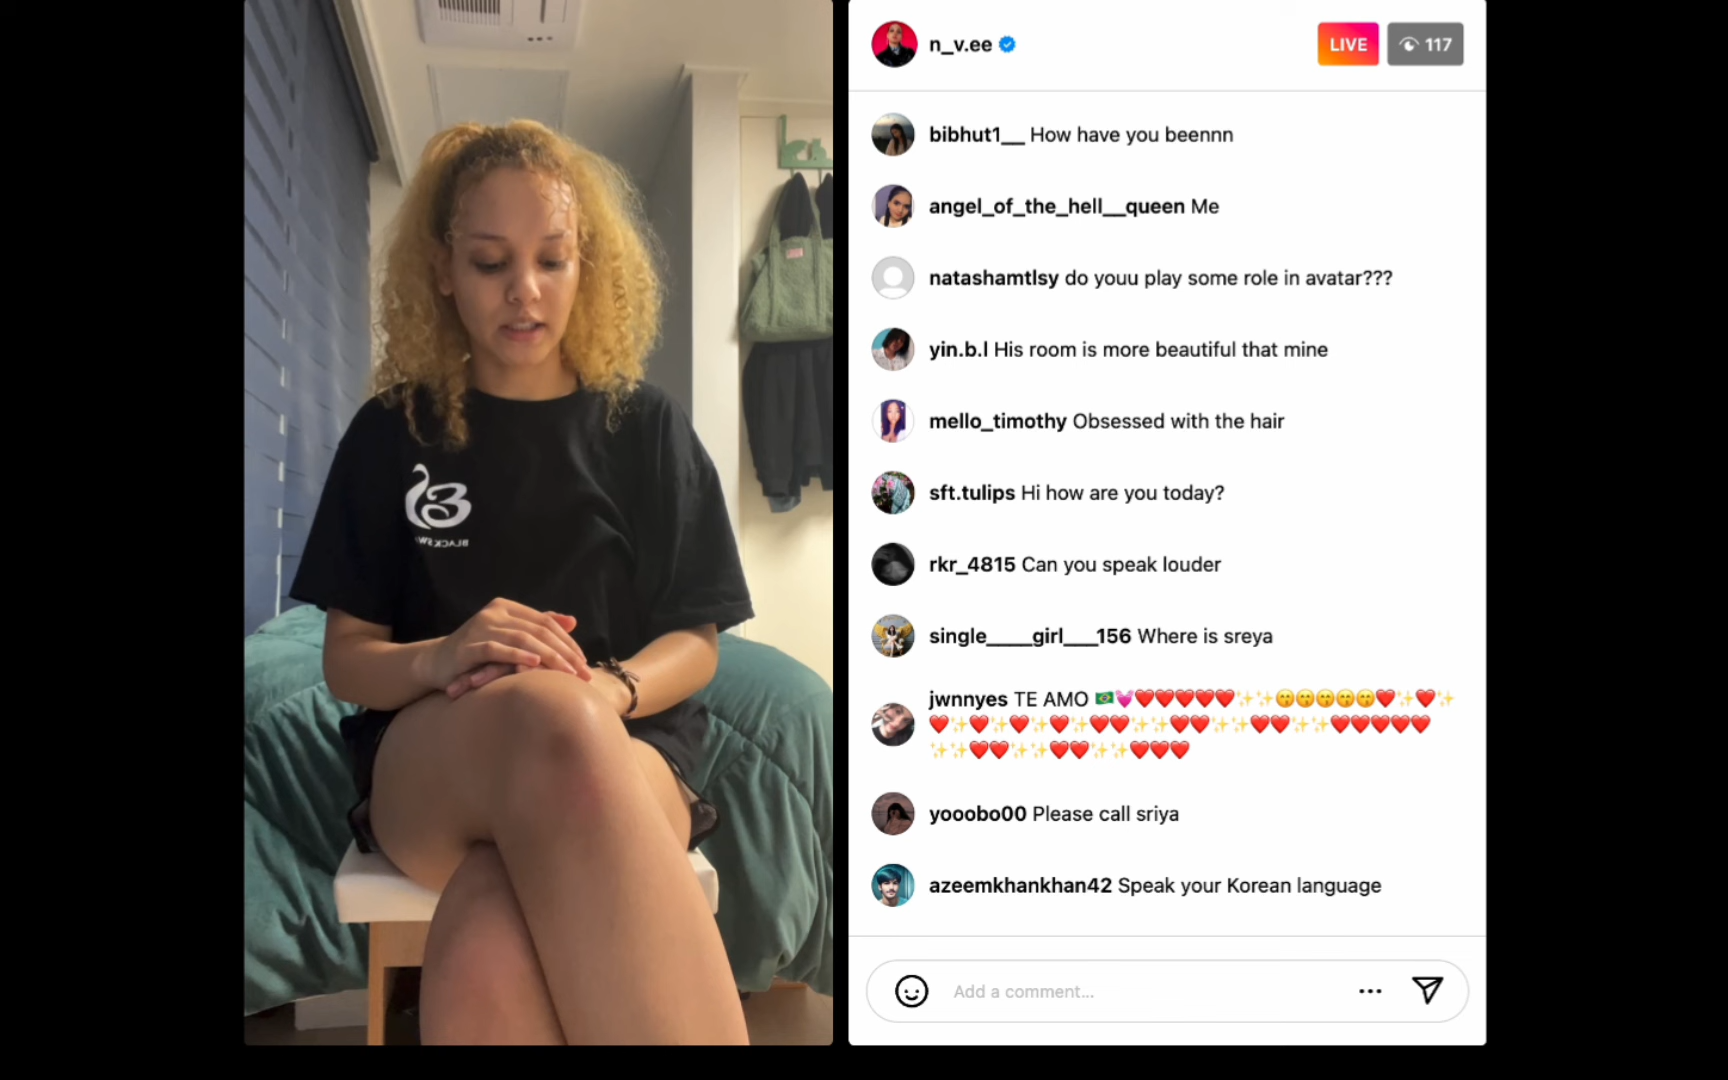 n_v.ee
LIVE
117
bibhut1__ How have you beennn
angel_of_the_hell__queen Me
natashamtlsy do youu play some role in avatar???
yin.b.l His room is more beautiful that mine
mello_timothy Obsessed with the hair
sft.tulips Hi how are you today?
rkr_4815 Can you speak louder
single____girl___156 Where is sreya
jwnnyes TE AMO 🇧🇷💓❤️❤️❤️❤️❤️✨✨😙😙😙😙😙❤️✨❤️✨
❤️✨❤️✨❤️✨❤️✨❤️❤️✨✨❤️❤️✨✨❤️❤️✨✨❤️❤️❤️❤️❤️
✨✨❤️❤️✨✨❤️❤️✨✨❤️❤️❤️
yooobo00 Please call sriya
azeemkhankhan42 Speak your Korean language
Add a comment...